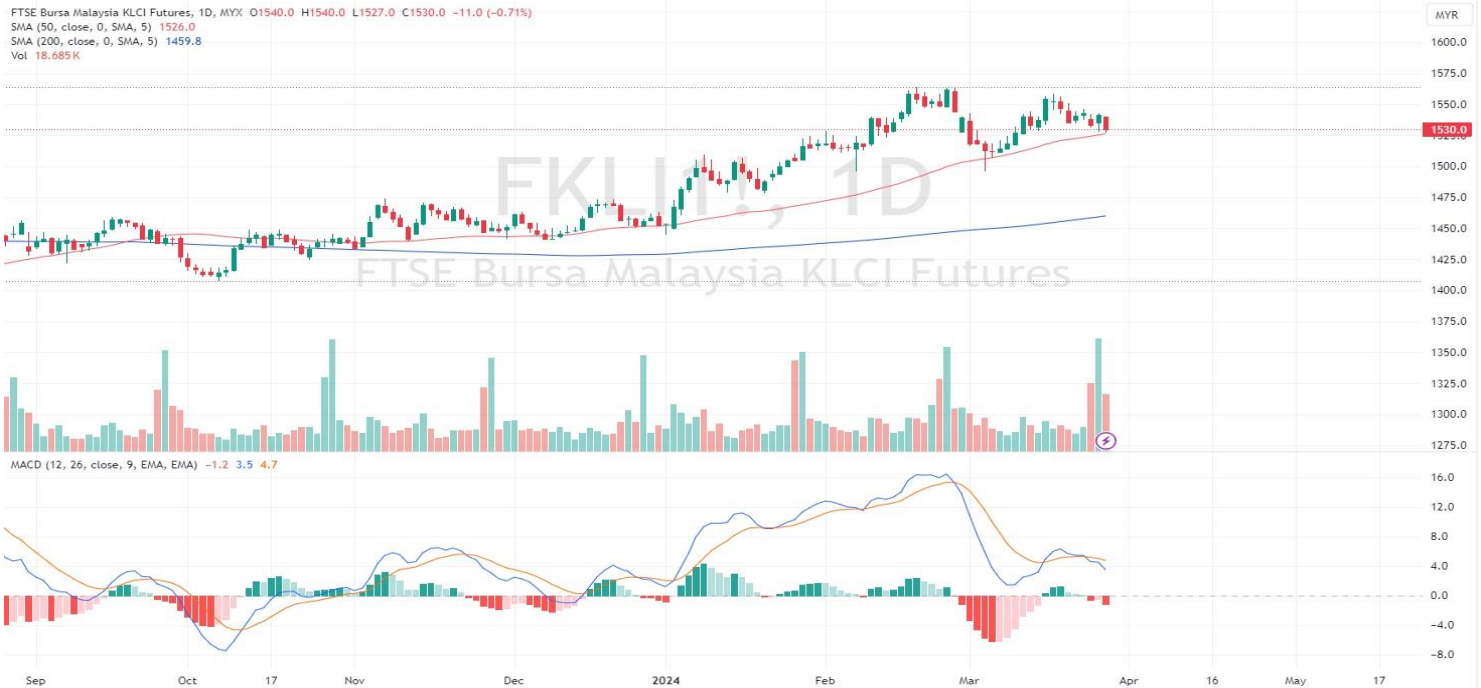 FTSE Bursa Malaysia KLCI Futures, 1D, MYX O1540.0 H1540.0 L1527.0 C1530.0 −11.0 (−0.71%)
SMA (50, close, 0, SMA, 5) 1526.0
SMA (200, close, 0, SMA, 5) 1459.8
Vol 18.685K
MYR
1600.0
1575.0
1550.0
1530.0
1500.0
1475.0
1450.0
1425.0
1400.0
1375.0
1350.0
1325.0
1300.0
1275.0
FKLI1!, 1D
FTSE Bursa Malaysia KLCI Futures
MACD (12, 26, close, 9, EMA, EMA) −1.2 3.5 4.7
16.0
12.0
8.0
4.0
0.0
−4.0
−8.0
Sep Oct 17 Nov Dec 2024 Feb Mar Apr 16 May 17